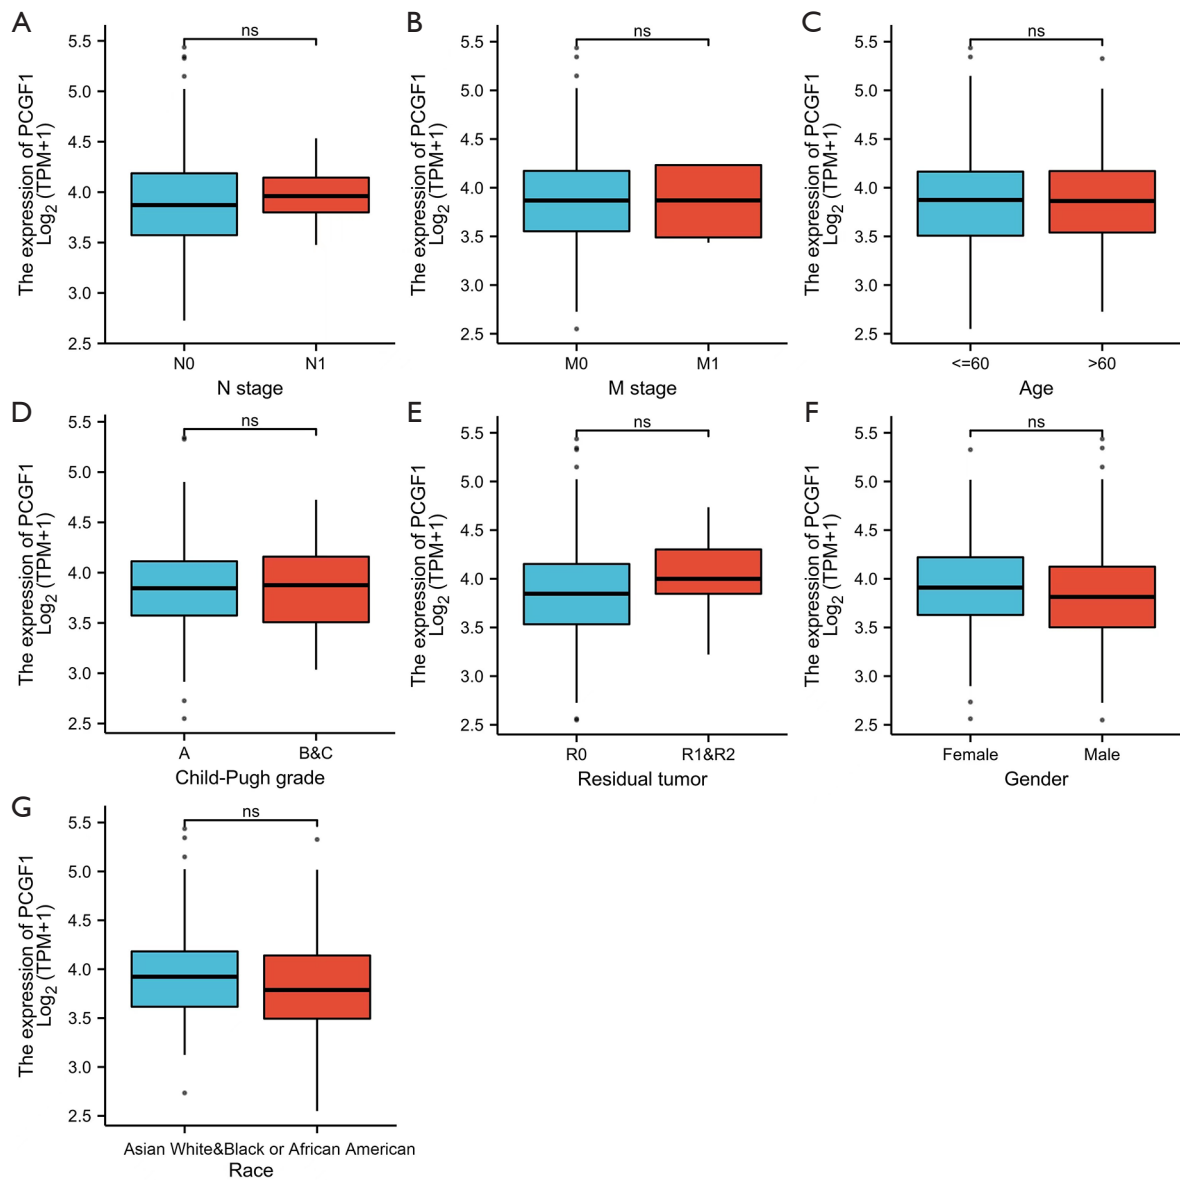 A
The expression of PCGF1
Log2 (TPM+1)
5.5
5.0
4.5
4.0
3.5
3.0
2.5
ns
N0 N1
N stage
B
The expression of PCGF1
Log2 (TPM+1)
5.5
5.0
4.5
4.0
3.5
3.0
2.5
ns
M0 M1
M stage
C
The expression of PCGF1
Log2 (TPM+1)
5.5
5.0
4.5
4.0
3.5
3.0
2.5
ns
<=60 >60
Age
D
The expression of PCGF1
Log2 (TPM+1)
5.5
5.0
4.5
4.0
3.5
3.0
2.5
ns
A B&C
Child-Pugh grade
E
The expression of PCGF1
Log2 (TPM+1)
5.5
5.0
4.5
4.0
3.5
3.0
2.5
ns
R0 R1&R2
Residual tumor
F
The expression of PCGF1
Log2 (TPM+1)
5.5
5.0
4.5
4.0
3.5
3.0
2.5
ns
Female Male
Gender
G
The expression of PCGF1
Log2 (TPM+1)
5.5
5.0
4.5
4.0
3.5
3.0
2.5
ns
Asian White&Black or African American
Race